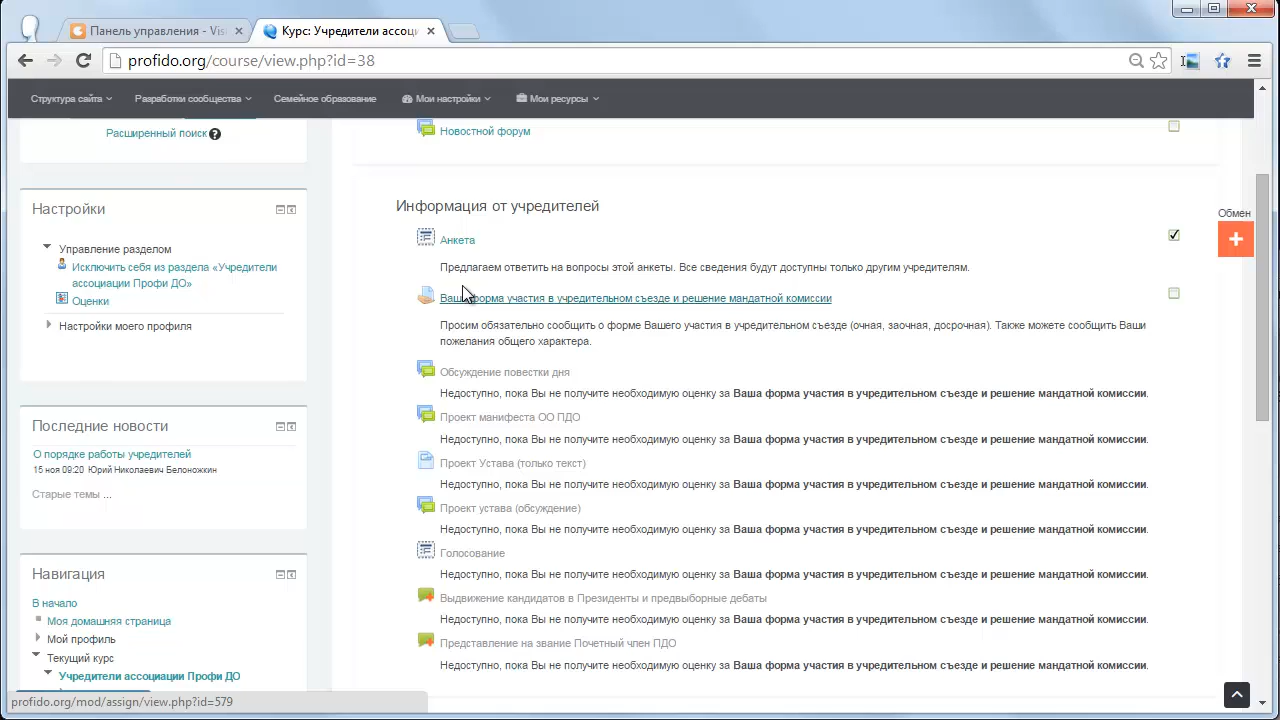 Панель управления - Visi
Курс: Учредители ассоци
profido.org/course/view.php?id=38
Структура сайта
Разработки сообщества
Семейное образование
Мои настройки
Мои ресурсы
Расширенный поиск
Настройки
Управление разделом
Исключить себя из раздела «Учредители
ассоциации Профи ДО»
Оценки
Настройки моего профиля
Последние новости
О порядке работы учредителей
15 ноя 09:20 Юрий Николаевич Белоножкин
Старые темы ...
Навигация
В начало
Моя домашняя страница
Мой профиль
Текущий курс
Учредители ассоциации Профи ДО
Новостной форум
Информация от учредителей
Анкета
Предлагаем ответить на вопросы этой анкеты. Все сведения будут доступны только другим учредителям.
Ваша форма участия в учредительном съезде и решение мандатной комиссии
Просим обязательно сообщить о форме Вашего участия в учредительном съезде (очная, заочная, досрочная). Также можете сообщить Ваши
пожелания общего характера.
Обсуждение повестки дня
Недоступно, пока Вы не получите необходимую оценку за Ваша форма участия в учредительном съезде и решение мандатной комиссии.
Проект манифеста ОО ПДО
Недоступно, пока Вы не получите необходимую оценку за Ваша форма участия в учредительном съезде и решение мандатной комиссии.
Проект Устава (только текст)
Недоступно, пока Вы не получите необходимую оценку за Ваша форма участия в учредительном съезде и решение мандатной комиссии.
Проект устава (обсуждение)
Недоступно, пока Вы не получите необходимую оценку за Ваша форма участия в учредительном съезде и решение мандатной комиссии.
Голосование
Недоступно, пока Вы не получите необходимую оценку за Ваша форма участия в учредительном съезде и решение мандатной комиссии.
Выдвижение кандидатов в Президенты и предвыборные дебаты
Недоступно, пока Вы не получите необходимую оценку за Ваша форма участия в учредительном съезде и решение мандатной комиссии.
Представление на звание Почетный член ПДО
Недоступно, пока Вы не получите необходимую оценку за Ваша форма участия в учредительном съезде и решение мандатной комиссии.
Обмен
profido.org/mod/assign/view.php?id=579